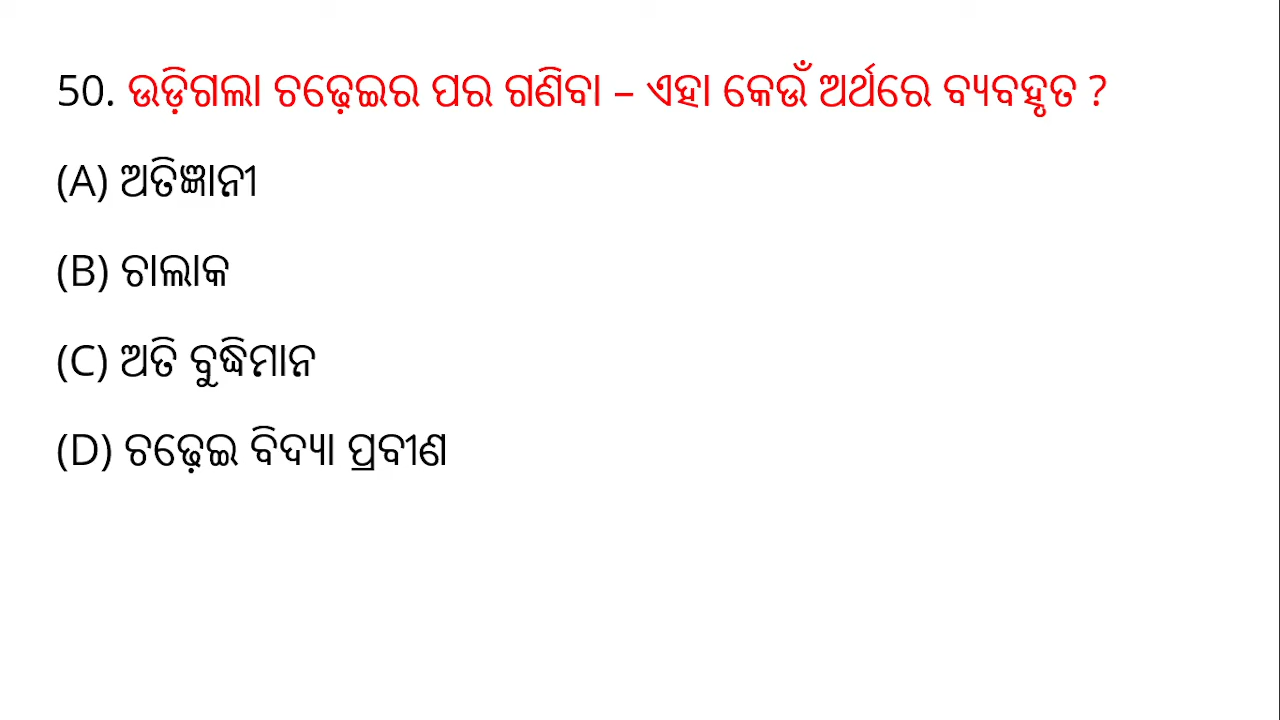 50. ଉଡ଼ିଗଲା ଚଢ଼େଇର ପର ଗଣିବା – ଏହା କେଉଁ ଅର୍ଥରେ ବ୍ୟବହୃତ ?
(A) ଅତିଜ୍ଞାନୀ
(B) ଚାଲାକ
(C) ଅତି ବୁଦ୍ଧିମାନ
(D) ଚଢ଼େଇ ବିଦ୍ୟା ପ୍ରବୀଣ